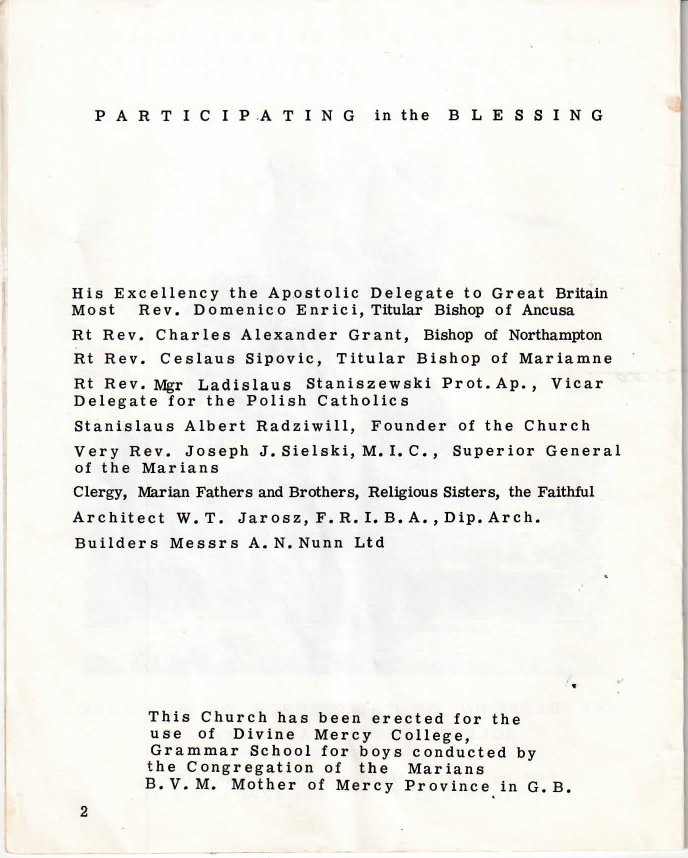 PARTICIPATING in the BLESSING
His Excellency the Apostolic Delegate to Great Britain
Most Rev. Domenico Enrici, Titular Bishop of Ancusa
Rt Rev. Charles Alexander Grant, Bishop of Northampton
Rt Rev. Ceslaus Sipovic, Titular Bishop of Mariamne
Rt Rev. Mgr Ladislaus Staniszewski Prot. Ap., Vicar
Delegate for the Polish Catholics
Stanislaus Albert Radziwill, Founder of the Church
Very Rev. Joseph J. Sielski, M.I.C., Superior General
of the Marians
Clergy, Marian Fathers and Brothers, Religious Sisters, the Faithful
Architect W.T. Jarosz, F.R.I.B.A., Dip. Arch.
Builders Messrs A.N. Nunn Ltd
This Church has been erected for the
use of Divine Mercy College,
Grammar School for boys conducted by
the Congregation of the Marians
B.V.M. Mother of Mercy Province in G.B.
2